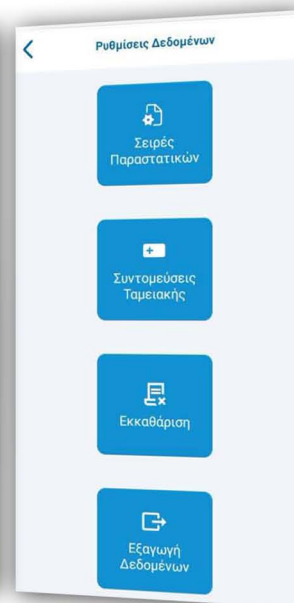 Ρυθμίσεις Δεδομένων
Σειρές
Παραστατικών
Συντομεύσεις
Ταμειακής
Εκκαθάριση
Εξαγωγή
Δεδομένων